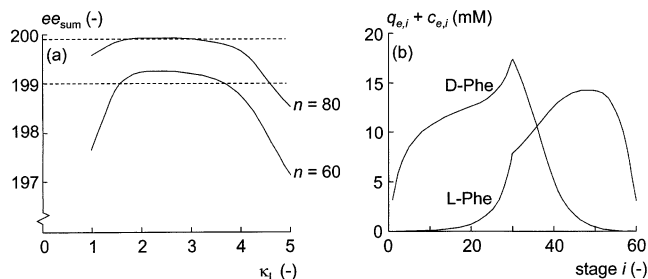 ee_sum (-)
200
(a)
199
198
197
n = 80
n = 60
0 1 2 3 4 5
κ_L (-)
q_e,i + c_e,i (mM)
20
(b)
15
10
5
0
D-Phe
L-Phe
0 20 40 60
stage i (-)